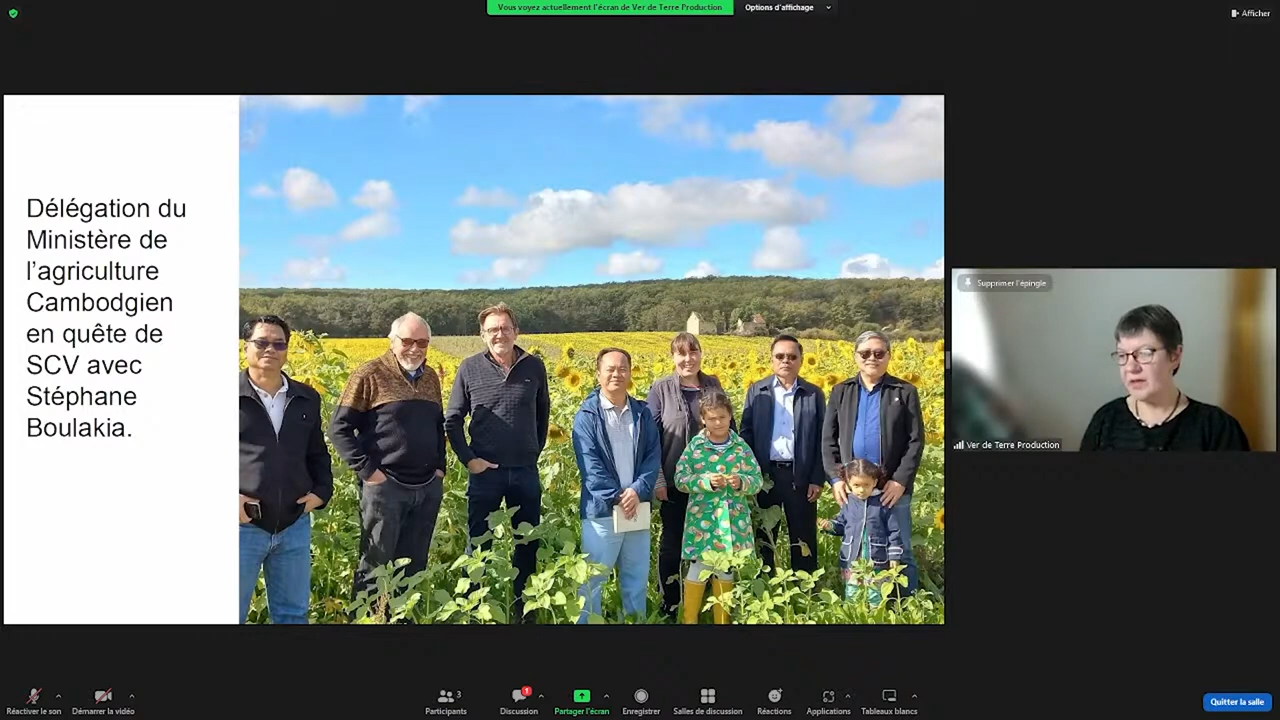 Vous voyez actuellement l'écran de Ver de Terre Production
Options d'affichage
Afficher
Délégation du
Ministère de
l'agriculture
Cambodgien
en quête de
SCV avec
Stéphane
Boulakia.
Supprimer l'épingle
Ver de Terre Production
Réactiver le son
Démarrer la vidéo
3
Participants
1
Discussion
Partager l'écran
Enregistrer
Salles de discussion
Réactions
Applications
Tableaux blancs
Quitter la salle